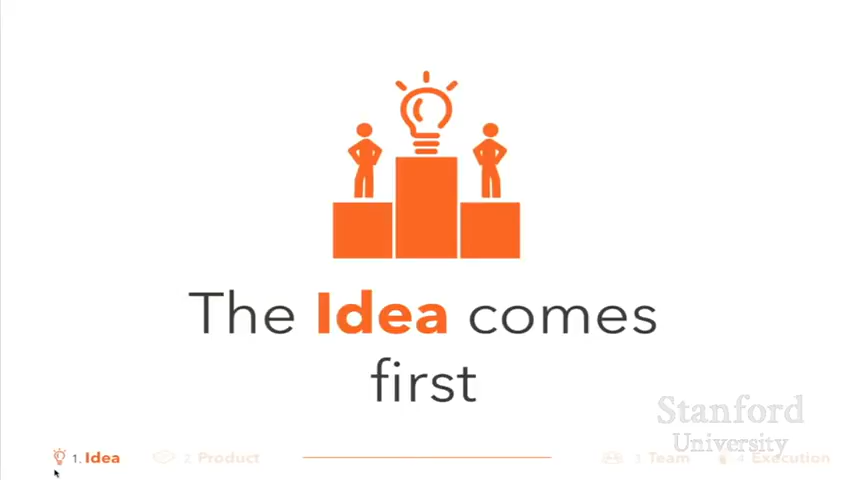 The Idea comes
first
Stanford
University
1. Idea
2. Product
3. Team
4. Execution